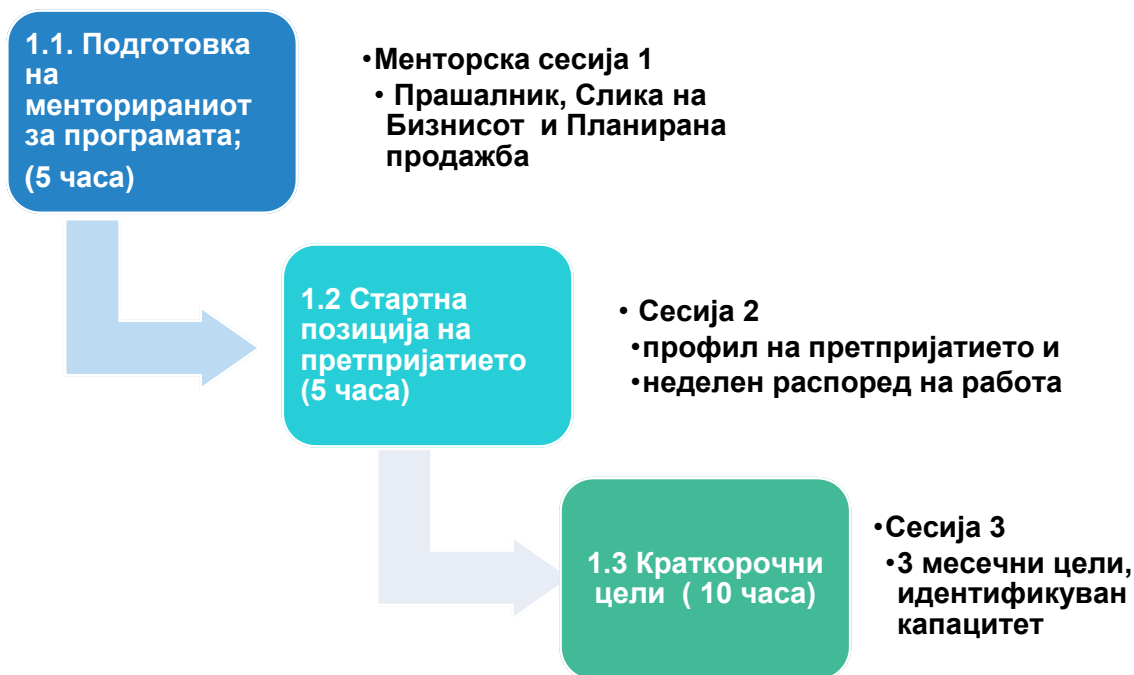 1.1. Подготовка
на
менторираниот
за програмата;
(5 часа)
•Менторска сесија 1
• Прашалник, Слика на
Бизнисот и Планирана
продажба
1.2 Стартна
позиција на
претпријатието
(5 часа)
• Сесија 2
•профил на претпријатието и
•неделен распоред на работа
1.3 Краткорочни
цели ( 10 часа)
•Сесија 3
•3 месечни цели,
идентификуван
капацитет